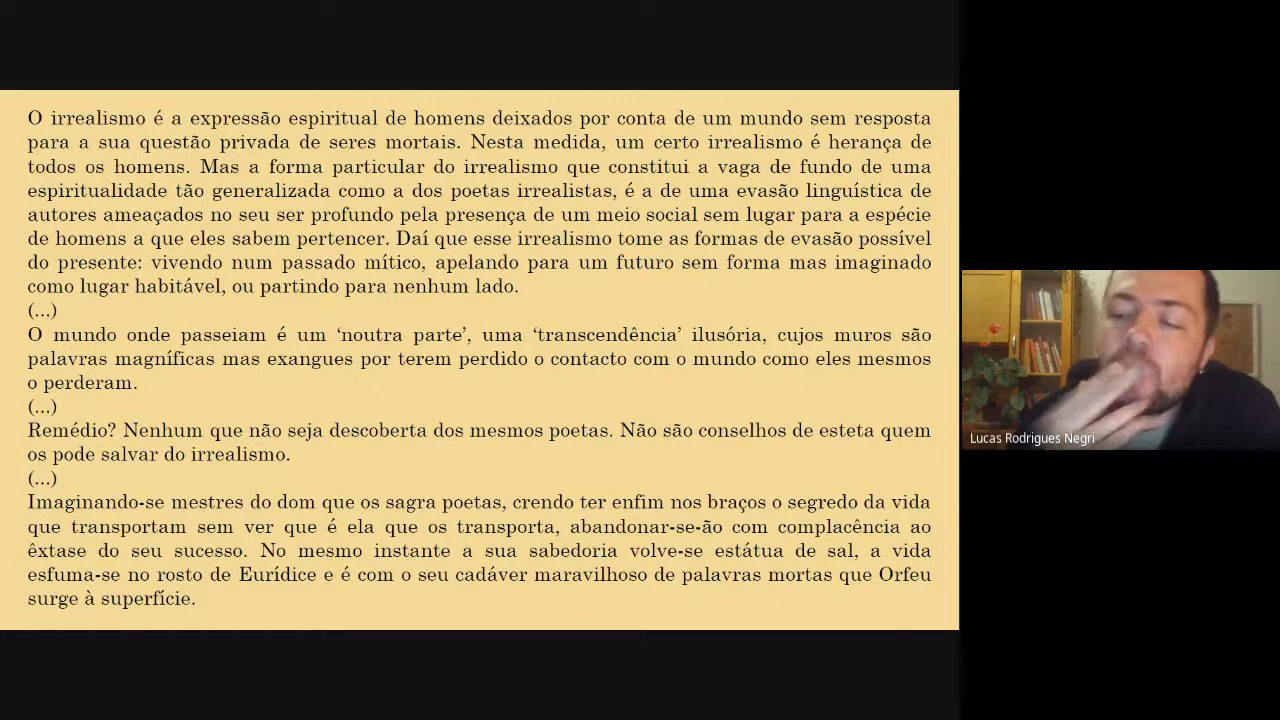 O irrealismo é a expressão espiritual de homens deixados por conta de um mundo sem resposta
para a sua questão privada de seres mortais. Nesta medida, um certo irrealismo é herança de
todos os homens. Mas a forma particular do irrealismo que constitui a vaga de fundo de uma
espiritualidade tão generalizada como a dos poetas irrealistas, é a de uma evasão linguística de
autores ameaçados no seu ser profundo pela presença de um meio social sem lugar para a espécie
de homens a que eles sabem pertencer. Daí que esse irrealismo tome as formas de evasão possível
do presente: vivendo num passado mítico, apelando para um futuro sem forma mas imaginado
como lugar habitável, ou partindo para nenhum lado.
(...)
O mundo onde passeiam é um ‘noutra parte’, uma ‘transcendência’ ilusória, cujos muros são
palavras magníficas mas exangues por terem perdido o contacto com o mundo como eles mesmos
o perderam.
(...)
Remédio? Nenhum que não seja descoberta dos mesmos poetas. Não são conselhos de esteta quem
os pode salvar do irrealismo.
(...)
Imaginando-se mestres do dom que os sagra poetas, crendo ter enfim nos braços o segredo da vida
que transportam sem ver que é ela que os transporta, abandonar-se-ão com complacência ao
êxtase do seu sucesso. No mesmo instante a sua sabedoria volve-se estátua de sal, a vida
esfuma-se no rosto de Eurídice e é com o seu cadáver maravilhoso de palavras mortas que Orfeu
surge à superfície.
Lucas Rodrigues Negri